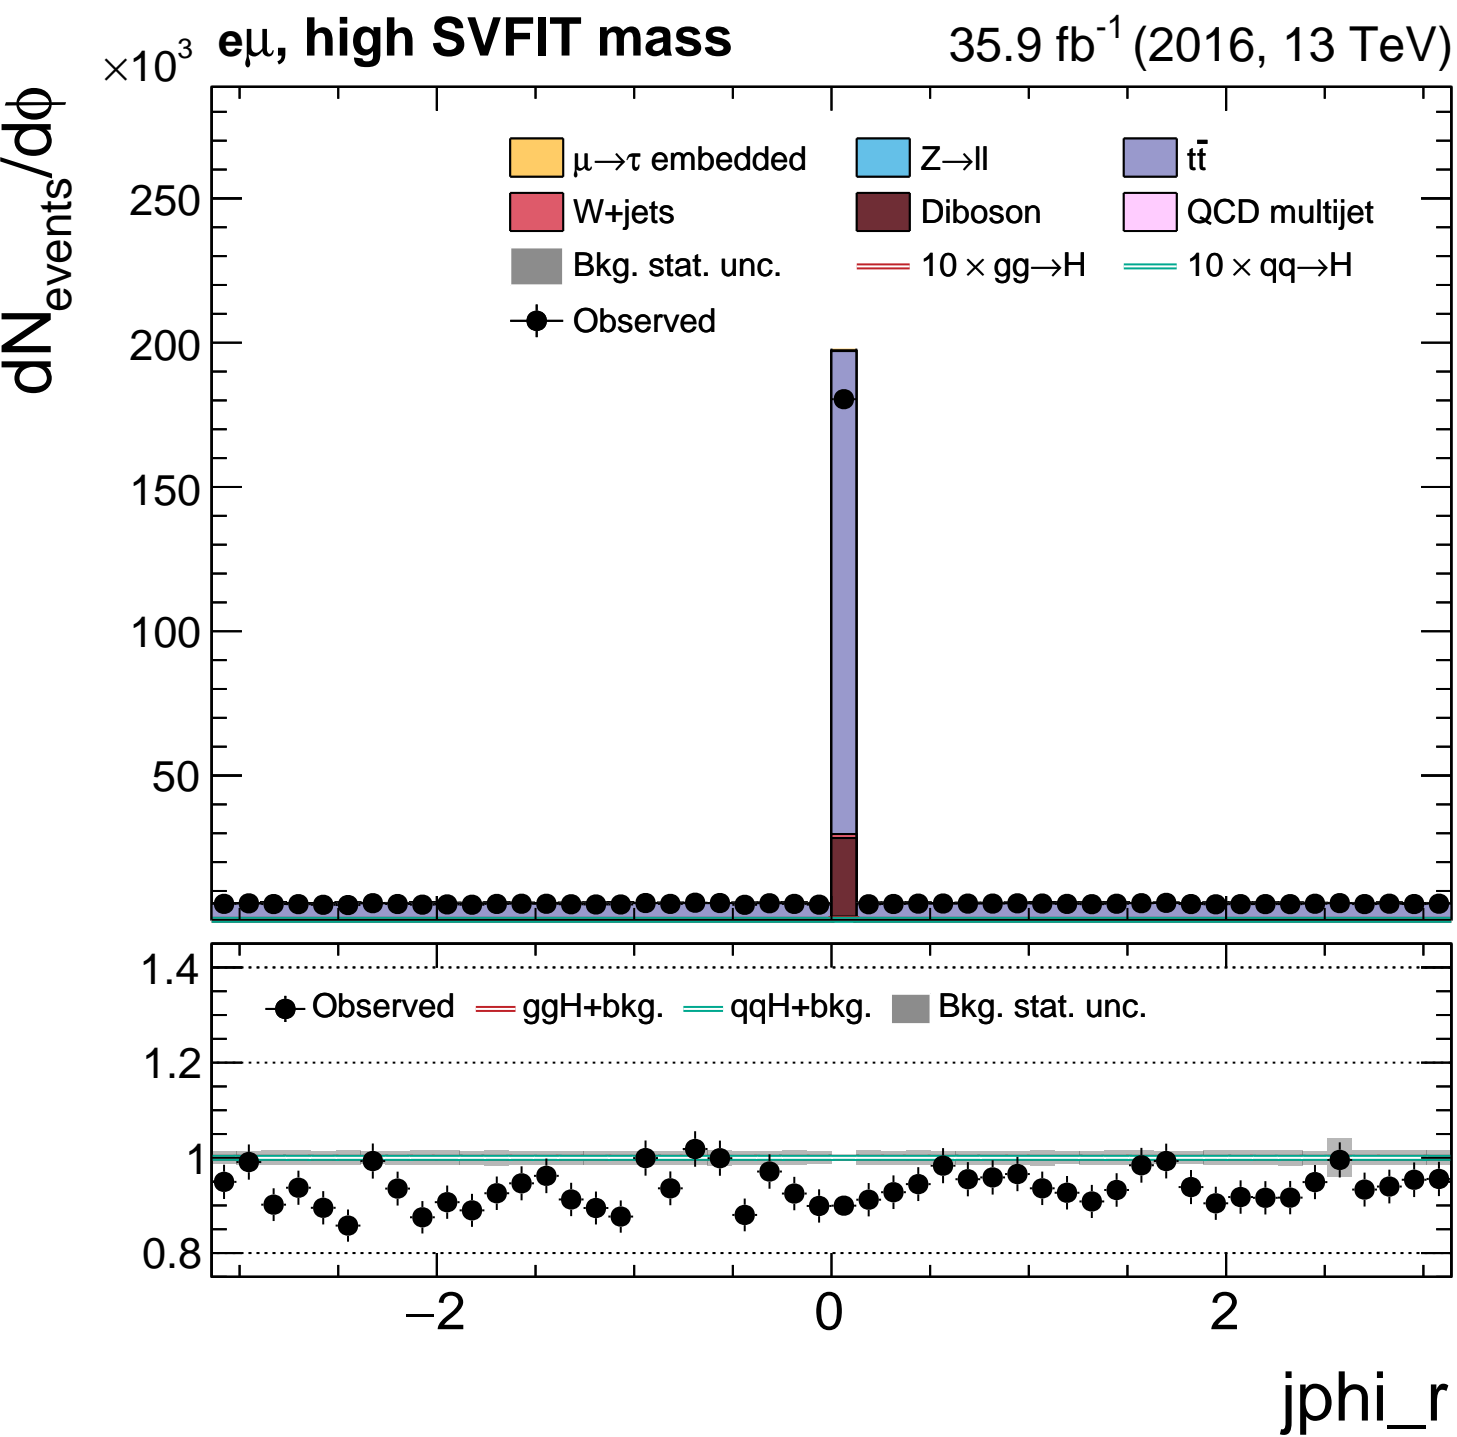 ×10³ eμ, high SVFIT mass 35.9 fb⁻¹ (2016, 13 TeV)
dN_events/dϕ
μ→τ embedded Z→ll tt̄
W+jets Diboson QCD multijet
Bkg. stat. unc. 10 × gg→H 10 × qq→H
Observed
250
200
150
100
50
1.4
Observed ggH+bkg. qqH+bkg. Bkg. stat. unc.
1.2
1
0.8
−2 0 2
jphi_r